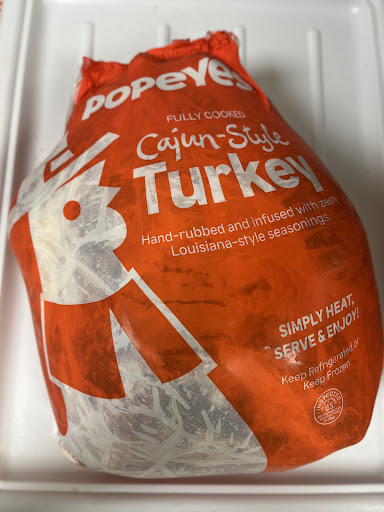 POPEYES
FULLY COOKED
Cajun-Style
Turkey
Hand-rubbed and infused with zesty
Louisiana-style seasonings.
SIMPLY HEAT,
SERVE & ENJOY!
Keep Refrigerated or
Keep Frozen